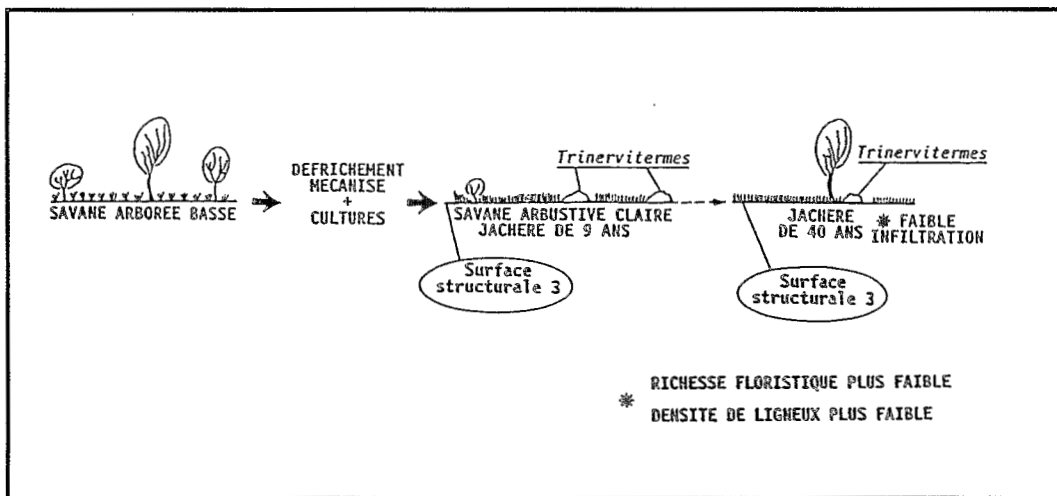 SAVANE ARBOREE BASSE
DEFRICHEMENT
MECANISE
+
CULTURES
Trinervitermes
SAVANE ARBUSTIVE CLAIRE
JACHERE DE 9 ANS
Surface
structurale 3
Trinervitermes
JACHERE
DE 40 ANS
* FAIBLE
INFILTRATION
Surface
structurale 3
* RICHESSE FLORISTIQUE PLUS FAIBLE
DENSITE DE LIGNEUX PLUS FAIBLE